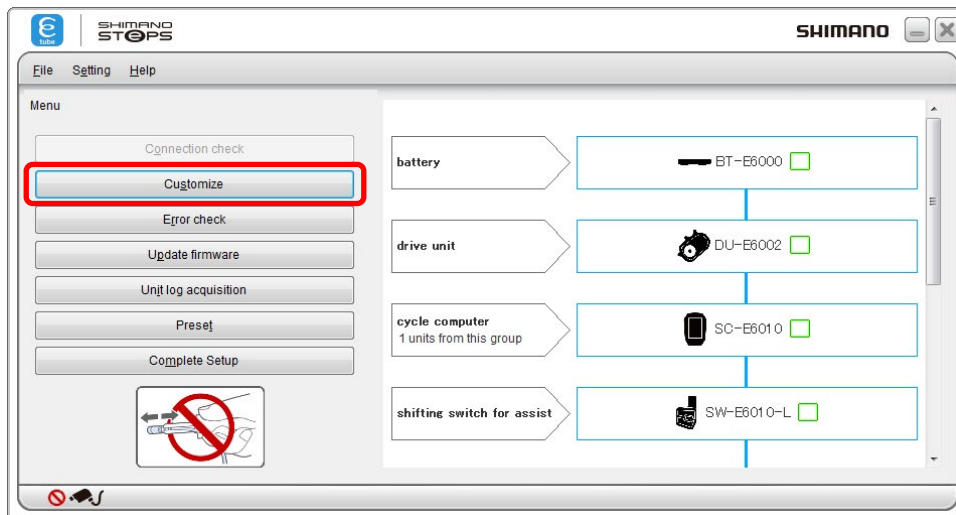 e
tube
SHIMANO
STEPS
SHIMANO
File Setting Help
Menu
Connection check
Customize
Error check
Update firmware
Unit log acquisition
Preset
Complete Setup
battery
BT-E6000
drive unit
DU-E6002
cycle computer
1 units from this group
SC-E6010
shifting switch for assist
SW-E6010-L